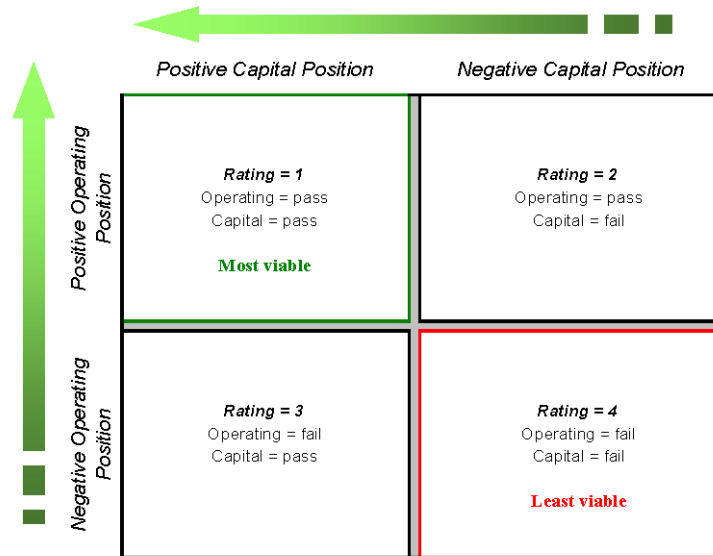 Positive Capital Position
Negative Capital Position
Positive Operating
Position
Rating = 1
Operating = pass
Capital = pass
Most viable
Rating = 2
Operating = pass
Capital = fail
Negative Operating
Position
Rating = 3
Operating = fail
Capital = pass
Rating = 4
Operating = fail
Capital = fail
Least viable